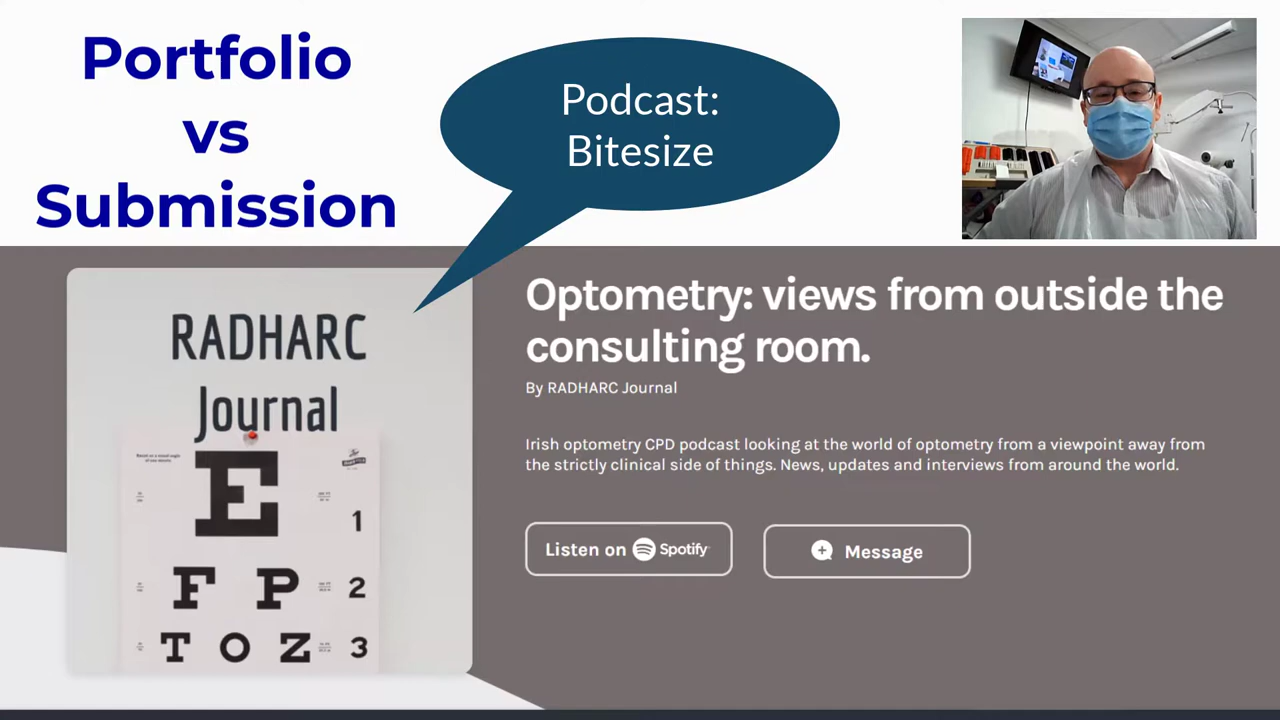 Portfolio
vs
Submission
Podcast:
Bitesize
RADHARC
Journal
E
1
F P
2
T O Z
3
Optometry: views from outside the
consulting room.
By RADHARC Journal
Irish optometry CPD podcast looking at the world of optometry from a viewpoint away from
the strictly clinical side of things. News, updates and interviews from around the world.
Listen on Spotify
Message